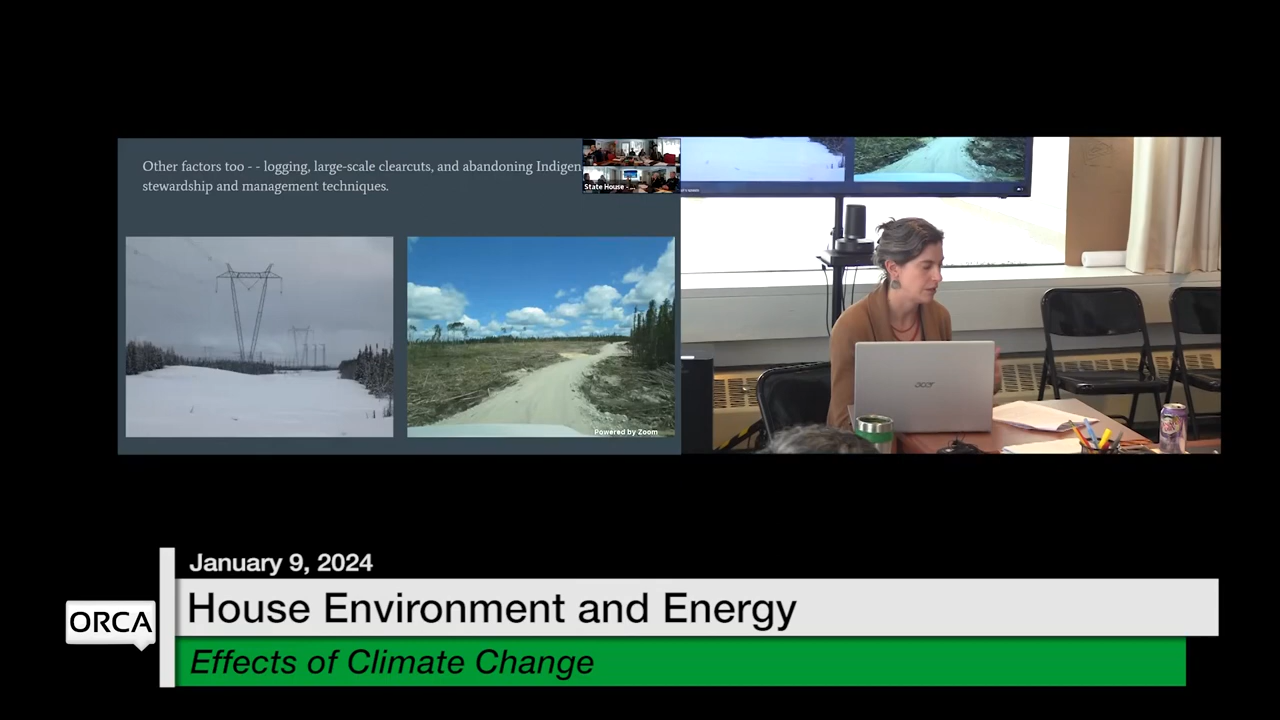 Other factors too - - logging, large-scale clearcuts, and abandoning Indigen
stewardship and management techniques.
State House -
Powered by Zoom
acer
January 9, 2024
House Environment and Energy
ORCA
Effects of Climate Change